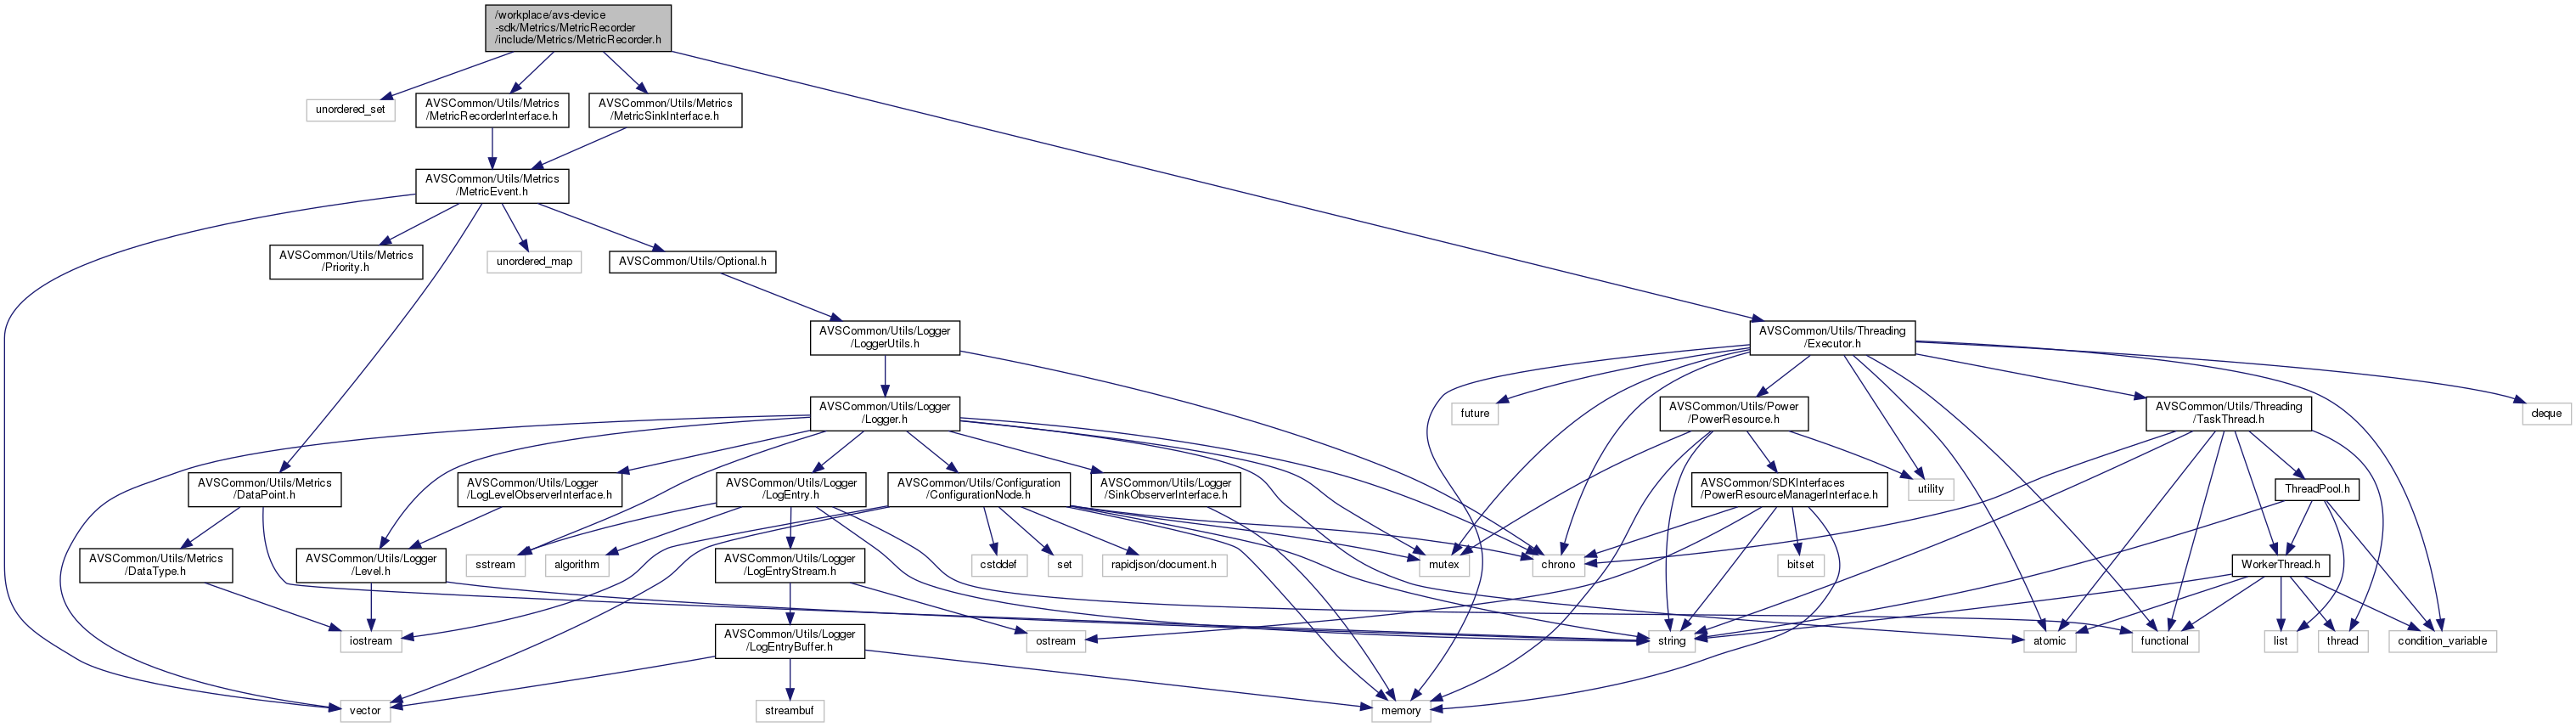 /workplace/avs-device
-sdk/Metrics/MetricRecorder
/include/Metrics/MetricRecorder.h
unordered_set
AVSCommon/Utils/Metrics
/MetricRecorderInterface.h
AVSCommon/Utils/Metrics
/MetricSinkInterface.h
AVSCommon/Utils/Metrics
/MetricEvent.h
AVSCommon/Utils/Metrics
/Priority.h
unordered_map
AVSCommon/Utils/Optional.h
AVSCommon/Utils/Logger
/LoggerUtils.h
AVSCommon/Utils/Threading
/Executor.h
AVSCommon/Utils/Logger
/Logger.h
future
AVSCommon/Utils/Power
/PowerResource.h
AVSCommon/Utils/Threading
/TaskThread.h
deque
AVSCommon/Utils/Metrics
/DataPoint.h
AVSCommon/Utils/Logger
/LogLevelObserverInterface.h
AVSCommon/Utils/Logger
/LogEntry.h
AVSCommon/Utils/Configuration
/ConfigurationNode.h
AVSCommon/Utils/Logger
/SinkObserverInterface.h
AVSCommon/SDKInterfaces
/PowerResourceManagerInterface.h
utility
ThreadPool.h
AVSCommon/Utils/Metrics
/DataType.h
AVSCommon/Utils/Logger
/Level.h
sstream
algorithm
AVSCommon/Utils/Logger
/LogEntryStream.h
cstddef
set
rapidjson/document.h
mutex
chrono
bitset
WorkerThread.h
iostream
AVSCommon/Utils/Logger
/LogEntryBuffer.h
ostream
string
atomic
functional
list
thread
condition_variable
vector
streambuf
memory